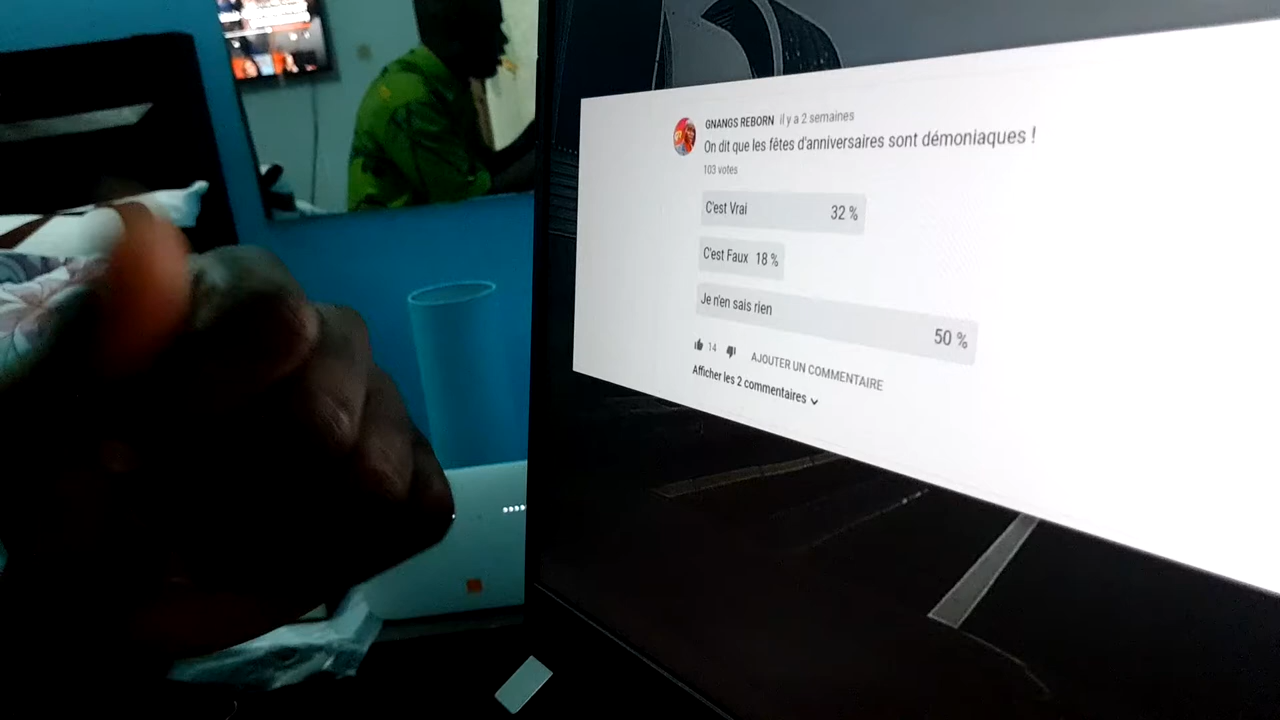 GNANGS REBORN il y a 2 semaines
On dit que les fêtes d'anniversaires sont démoniaques !
103 votes
C'est Vrai 32 %
C'est Faux 18 %
Je n'en sais rien 50 %
14 AJOUTER UN COMMENTAIRE
Afficher les 2 commentaires